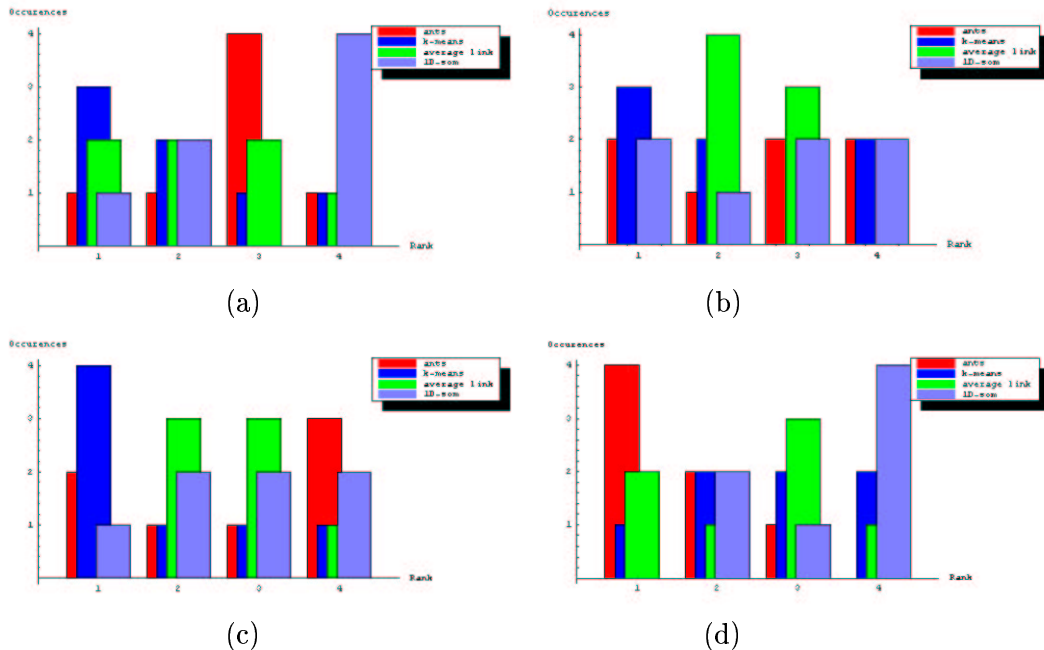 Occurences
ants
k-means
average link
1D-som
4
3
2
1
Rank
1 2 3 4
(a)
Occurences
ants
k-means
average link
1D-som
4
3
2
1
Rank
1 2 3 4
(b)
Occurences
ants
k-means
average link
1D-som
4
3
2
1
Rank
1 2 3 4
(c)
Occurences
ants
k-means
average link
1D-som
4
3
2
1
Rank
1 2 3 4
(d)